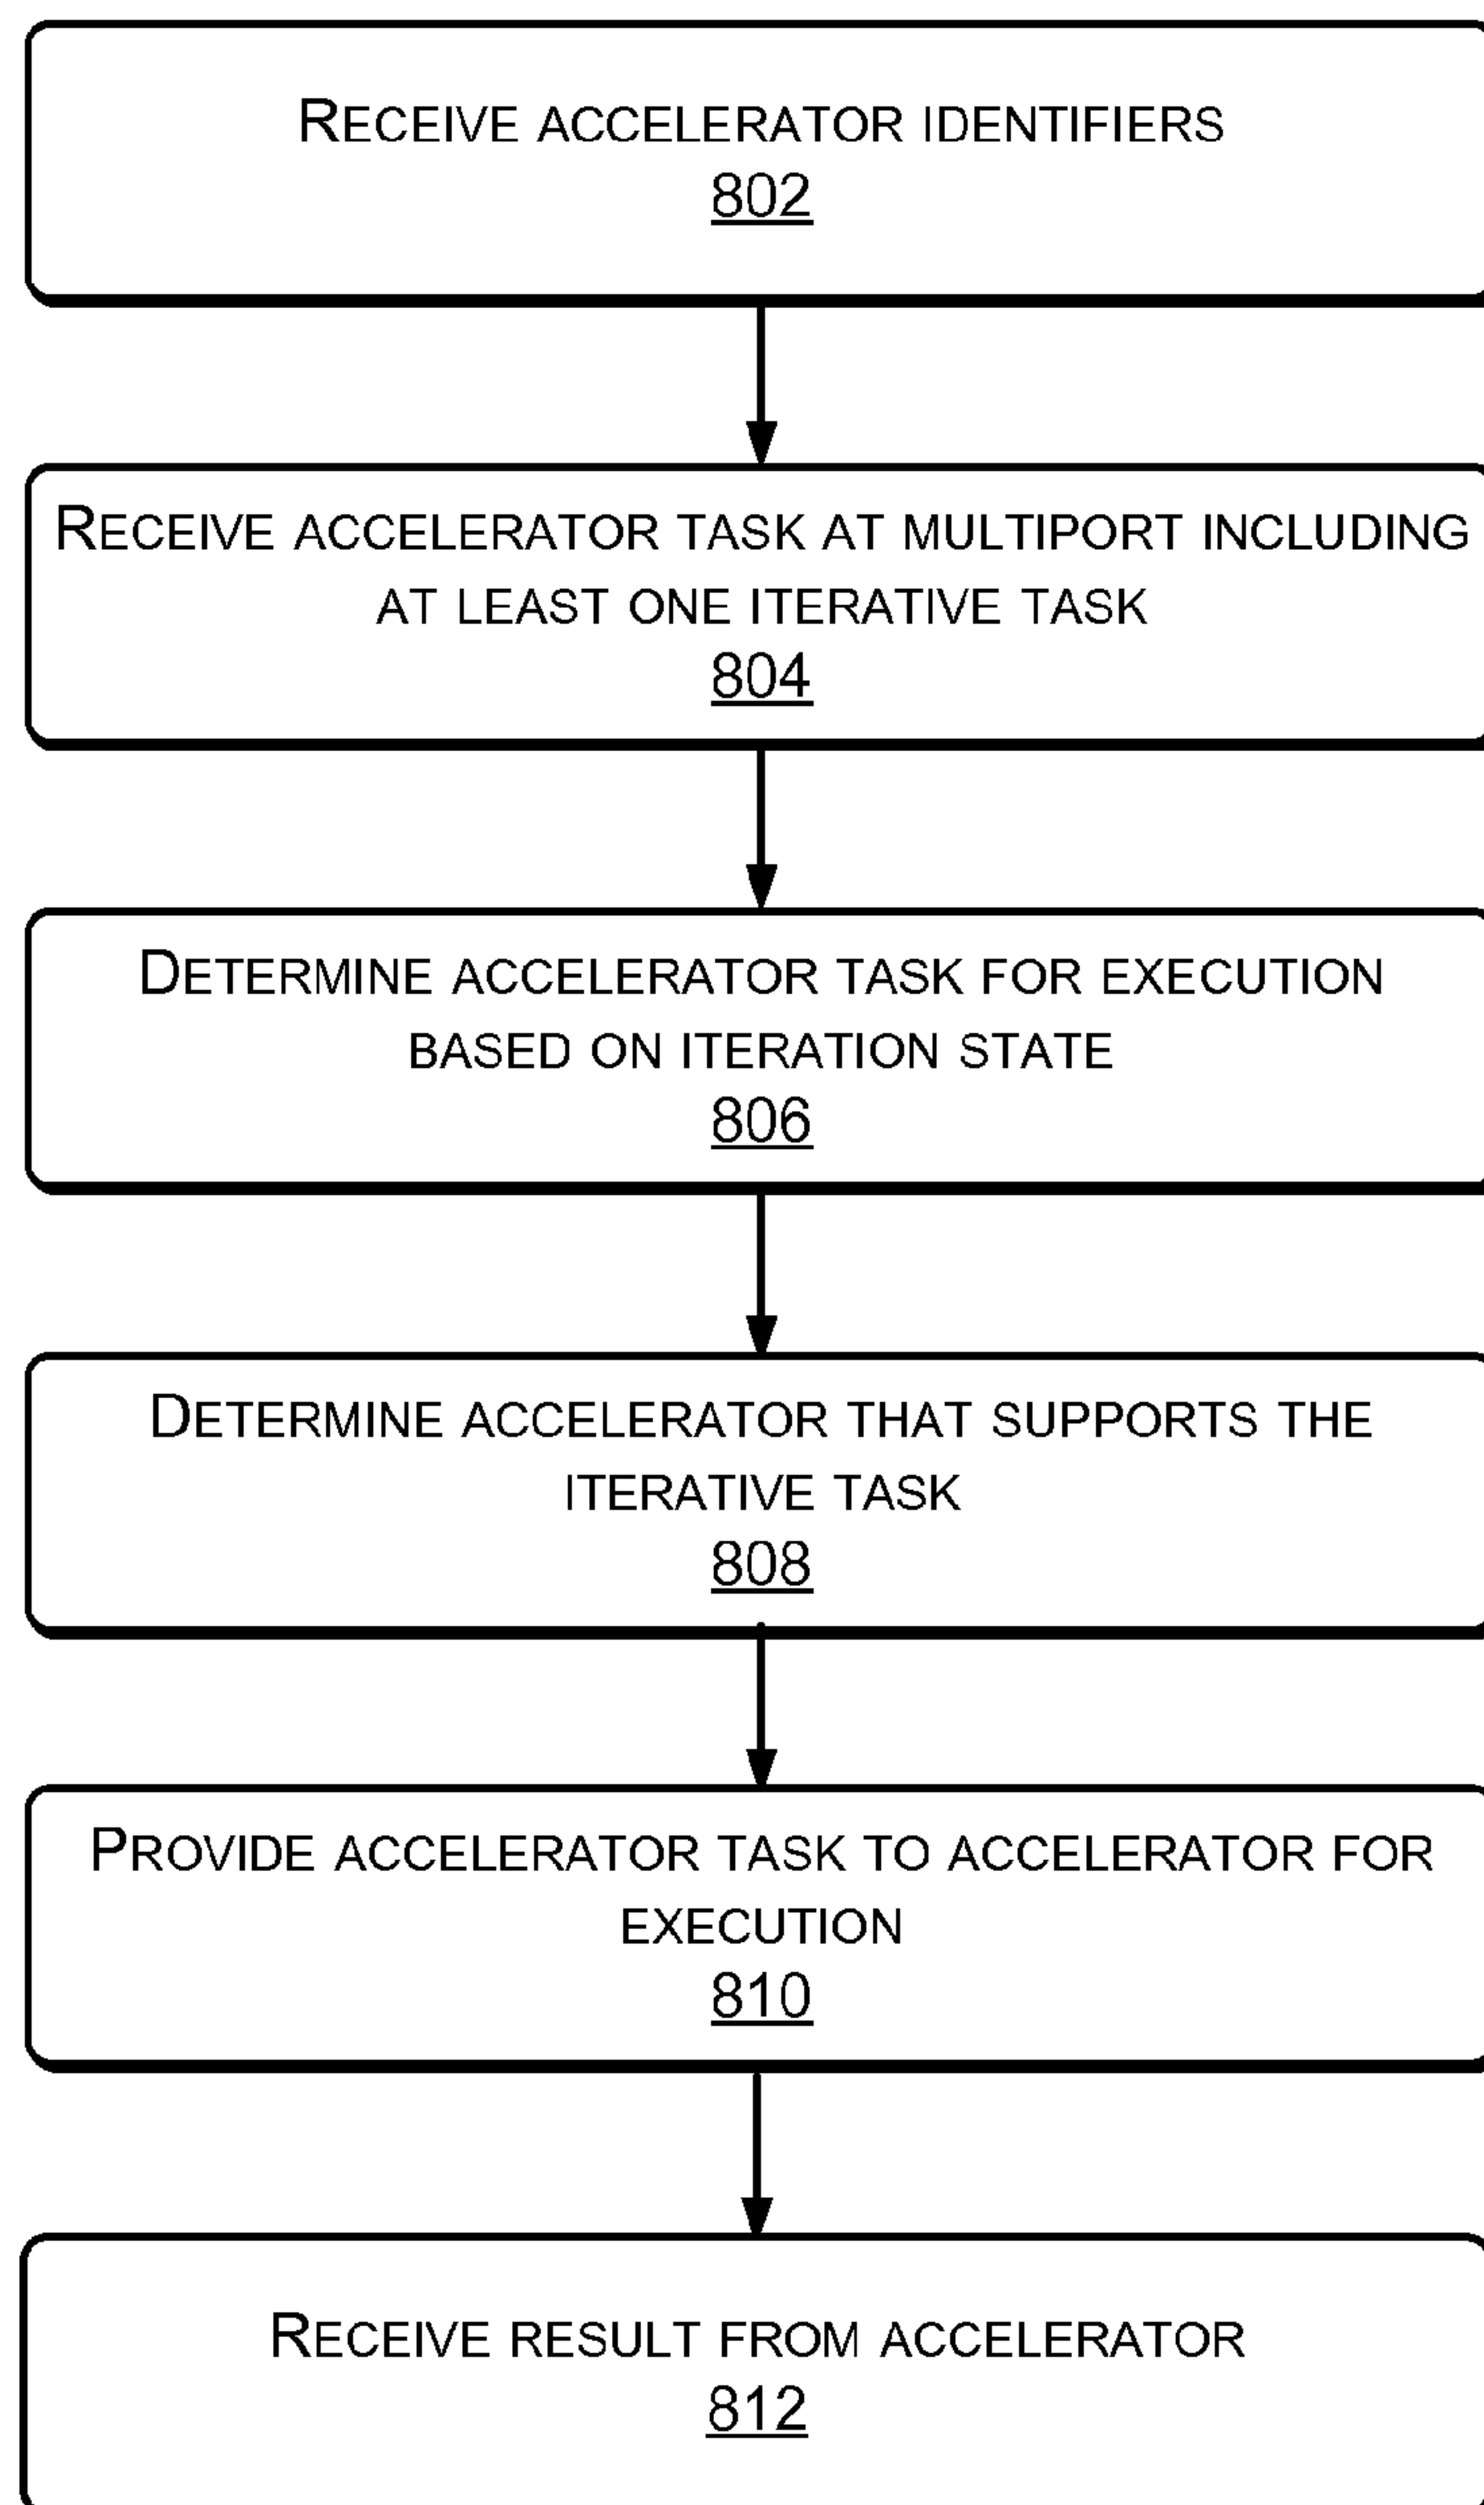 RECEIVE ACCELERATOR IDENTIFIERS
802
RECEIVE ACCELERATOR TASK AT MULTIPORT INCLUDING
AT LEAST ONE ITERATIVE TASK
804
DETERMINE ACCELERATOR TASK FOR EXECUTION
BASED ON ITERATION STATE
806
DETERMINE ACCELERATOR THAT SUPPORTS THE
ITERATIVE TASK
808
PROVIDE ACCELERATOR TASK TO ACCELERATOR FOR
EXECUTION
810
RECEIVE RESULT FROM ACCELERATOR
812